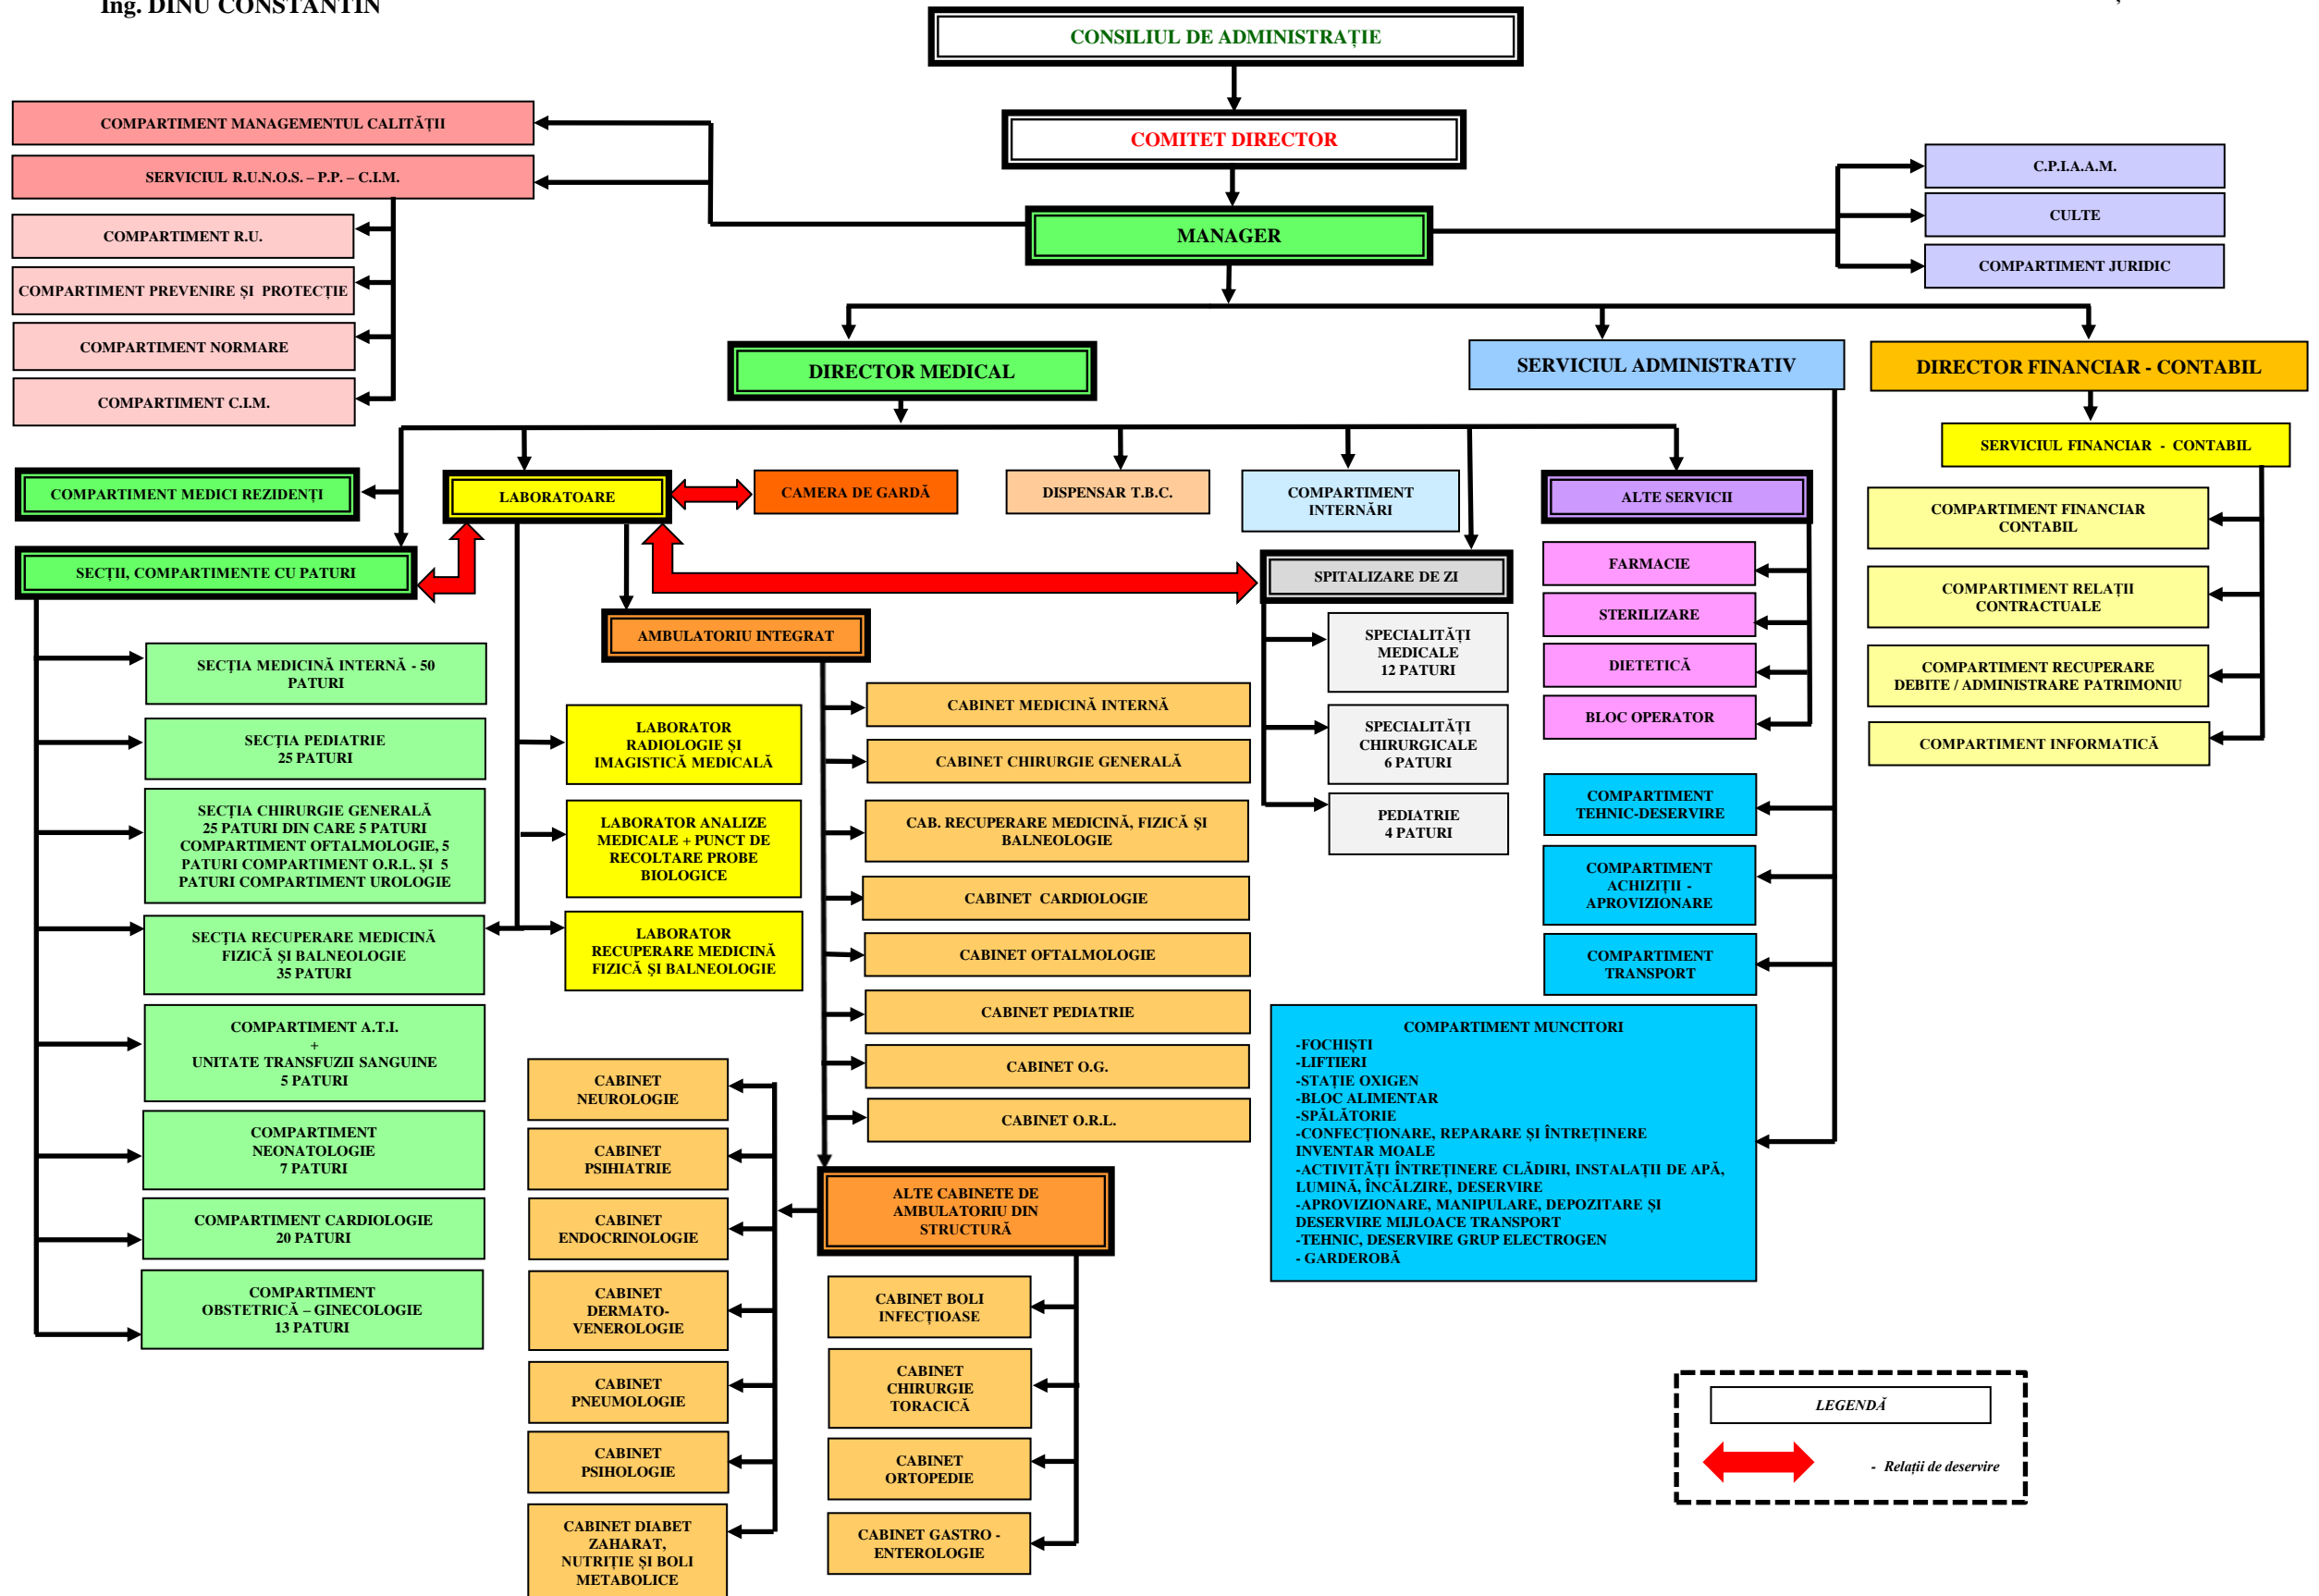 Ing. DINU CONSTANTIN
CONSILIUL DE ADMINISTRAȚIE
COMITET DIRECTOR
MANAGER
COMPARTIMENT MANAGEMENTUL CALITĂȚII
SERVICIUL R.U.N.O.S. – P.P. – C.I.M.
COMPARTIMENT R.U.
COMPARTIMENT PREVENIRE ȘI PROTECȚIE
COMPARTIMENT NORMARE
COMPARTIMENT C.I.M.
C.P.I.A.A.M.
CULTE
COMPARTIMENT JURIDIC
DIRECTOR MEDICAL
SERVICIUL ADMINISTRATIV
DIRECTOR FINANCIAR - CONTABIL
SERVICIUL FINANCIAR - CONTABIL
COMPARTIMENT MEDICI REZIDENȚI
LABORATOARE
CAMERA DE GARDĂ
DISPENSAR T.B.C.
COMPARTIMENT
INTERNĂRI
ALTE SERVICII
SECȚII, COMPARTIMENTE CU PATURI
SPITALIZARE DE ZI
AMBULATORIU INTEGRAT
SECȚIA MEDICINĂ INTERNĂ - 50
PATURI
SECȚIA PEDIATRIE
25 PATURI
SECȚIA CHIRURGIE GENERALĂ
25 PATURI DIN CARE 5 PATURI
COMPARTIMENT OFTALMOLOGIE, 5
PATURI COMPARTIMENT O.R.L. ȘI 5
PATURI COMPARTIMENT UROLOGIE
SECȚIA RECUPERARE MEDICINĂ
FIZICĂ ȘI BALNEOLOGIE
35 PATURI
COMPARTIMENT A.T.I.
+
UNITATE TRANSFUZII SANGUINE
5 PATURI
COMPARTIMENT
NEONATOLOGIE
7 PATURI
COMPARTIMENT CARDIOLOGIE
20 PATURI
COMPARTIMENT
OBSTETRICĂ – GINECOLOGIE
13 PATURI
LABORATOR
RADIOLOGIE ȘI
IMAGISTICĂ MEDICALĂ
LABORATOR ANALIZE
MEDICALE + PUNCT DE
RECOLTARE PROBE
BIOLOGICE
LABORATOR
RECUPERARE MEDICINĂ
FIZICĂ ȘI BALNEOLOGIE
CABINET MEDICINĂ INTERNĂ
CABINET CHIRURGIE GENERALĂ
CAB. RECUPERARE MEDICINĂ, FIZICĂ ȘI
BALNEOLOGIE
CABINET CARDIOLOGIE
CABINET OFTALMOLOGIE
CABINET PEDIATRIE
CABINET O.G.
CABINET O.R.L.
ALTE CABINETE DE
AMBULATORIU DIN
STRUCTURĂ
CABINET
NEUROLOGIE
CABINET
PSIHIATRIE
CABINET
ENDOCRINOLOGIE
CABINET
DERMATO-
VENEROLOGIE
CABINET
PNEUMOLOGIE
CABINET
PSIHOLOGIE
CABINET DIABET
ZAHARAT,
NUTRIȚIE ȘI BOLI
METABOLICE
CABINET BOLI
INFECȚIOASE
CABINET
CHIRURGIE
TORACICĂ
CABINET
ORTOPEDIE
CABINET GASTRO -
ENTEROLOGIE
SPECIALITĂȚI
MEDICALE
12 PATURI
SPECIALITĂȚI
CHIRURGICALE
6 PATURI
PEDIATRIE
4 PATURI
FARMACIE
STERILIZARE
DIETETICĂ
BLOC OPERATOR
COMPARTIMENT
TEHNIC-DESERVIRE
COMPARTIMENT
ACHIZIȚII -
APROVIZIONARE
COMPARTIMENT
TRANSPORT
COMPARTIMENT MUNCITORI
-FOCHIȘTI
-LIFTIERI
-STAȚIE OXIGEN
-BLOC ALIMENTAR
-SPĂLĂTORIE
-CONFECȚIONARE, REPARARE ȘI ÎNTREȚINERE
INVENTAR MOALE
-ACTIVITĂȚI ÎNTREȚINERE CLĂDIRI, INSTALAȚII DE APĂ,
LUMINĂ, ÎNCĂLZIRE, DESERVIRE
-APROVIZIONARE, MANIPULARE, DEPOZITARE ȘI
DESERVIRE MIJLOACE TRANSPORT
-TEHNIC, DESERVIRE GRUP ELECTROGEN
- GARDEROBĂ
COMPARTIMENT FINANCIAR
CONTABIL
COMPARTIMENT RELAȚII
CONTRACTUALE
COMPARTIMENT RECUPERARE
DEBITE / ADMINISTRARE PATRIMONIU
COMPARTIMENT INFORMATICĂ
LEGENDĂ
- Relații de deservire